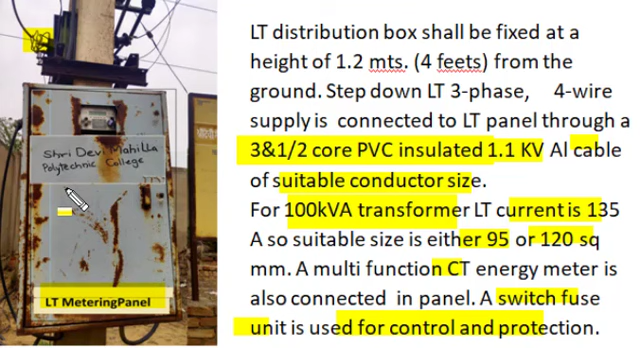 Shri Devi Mahilla
Polytechnic College
LT MeteringPanel
LT distribution box shall be fixed at a
height of 1.2 mts. (4 feets) from the
ground. Step down LT 3-phase, 4-wire
supply is connected to LT panel through a
3&1/2 core PVC insulated 1.1 KV Al cable
of suitable conductor size.
For 100kVA transformer LT current is 135
A so suitable size is either 95 or 120 sq
mm. A multi function CT energy meter is
also connected in panel. A switch fuse
unit is used for control and protection.